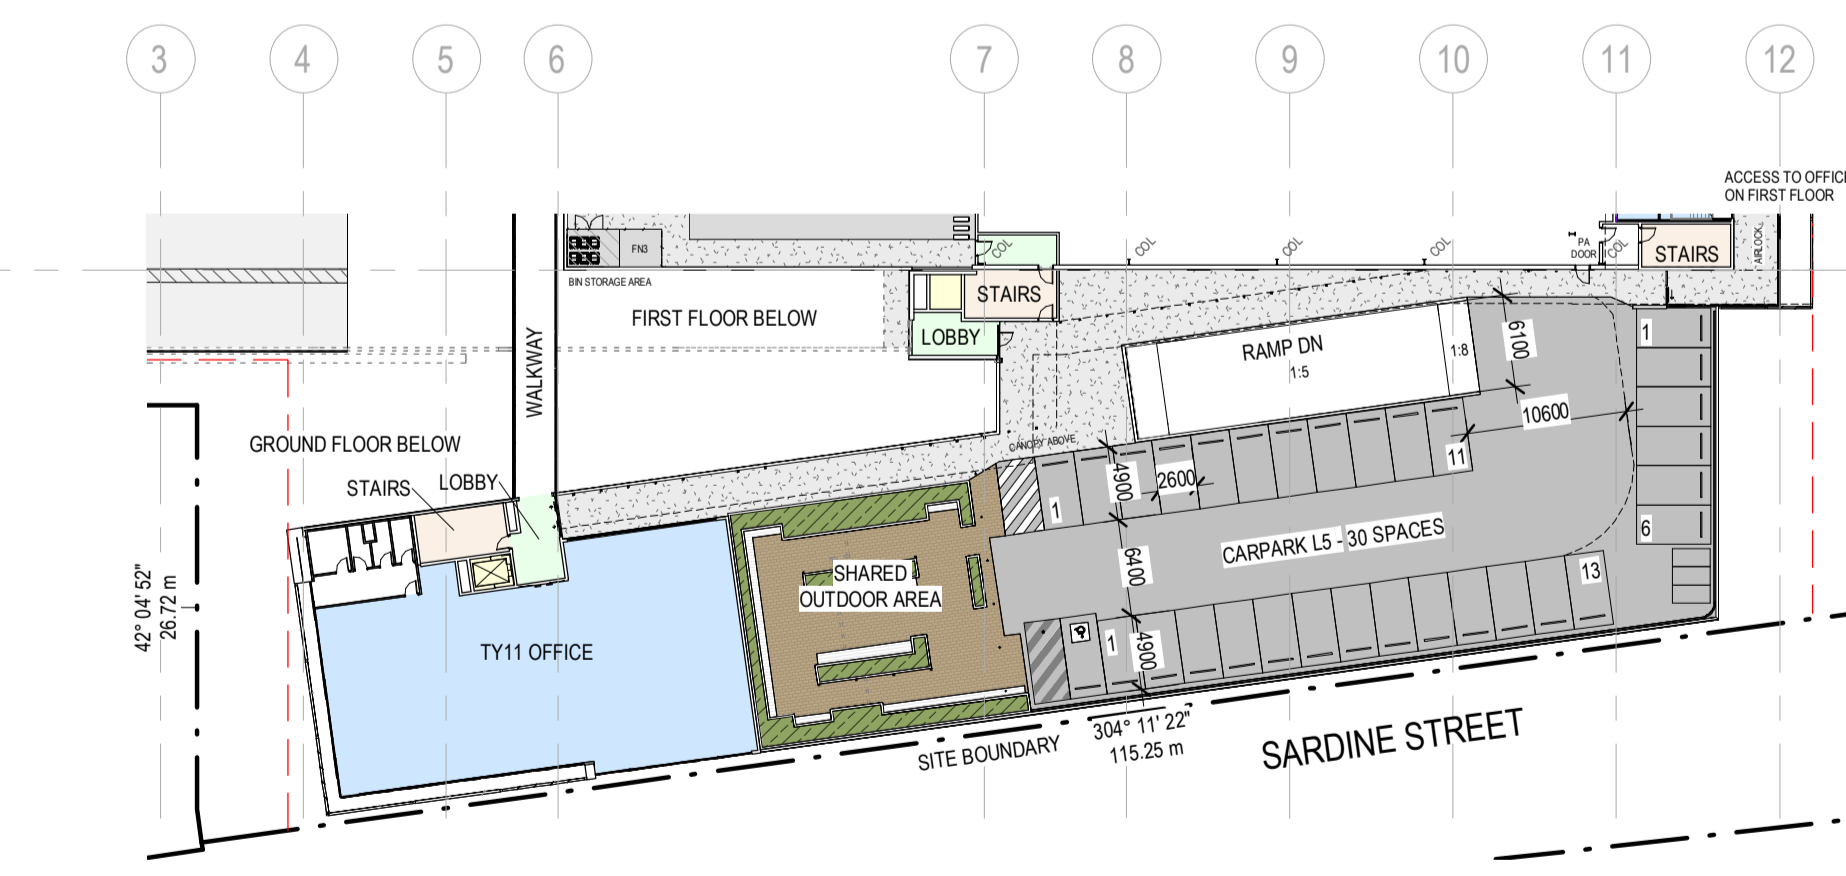 3
4
5
6
7
8
9
10
11
12
ACCESS TO OFFIC
ON FIRST FLOOR
FN3
BIN STORAGE AREA
COL
COL
COL
COL
COL
PA
DOOR
STAIRS
AIRLOCK
STAIRS
LOBBY
FIRST FLOOR BELOW
WALKWAY
RAMP DN
1:5
1:8
6100
10600
1
6
GROUND FLOOR BELOW
STAIRS
LOBBY
CANOPY ABOVE
4900
2600
1
11
6400
CARPARK L5 - 30 SPACES
13
1
4900
SHARED
OUTDOOR AREA
TY11 OFFICE
42° 04' 52"
26.72 m
SITE BOUNDARY
304° 11' 22"
115.25 m
SARDINE STREET